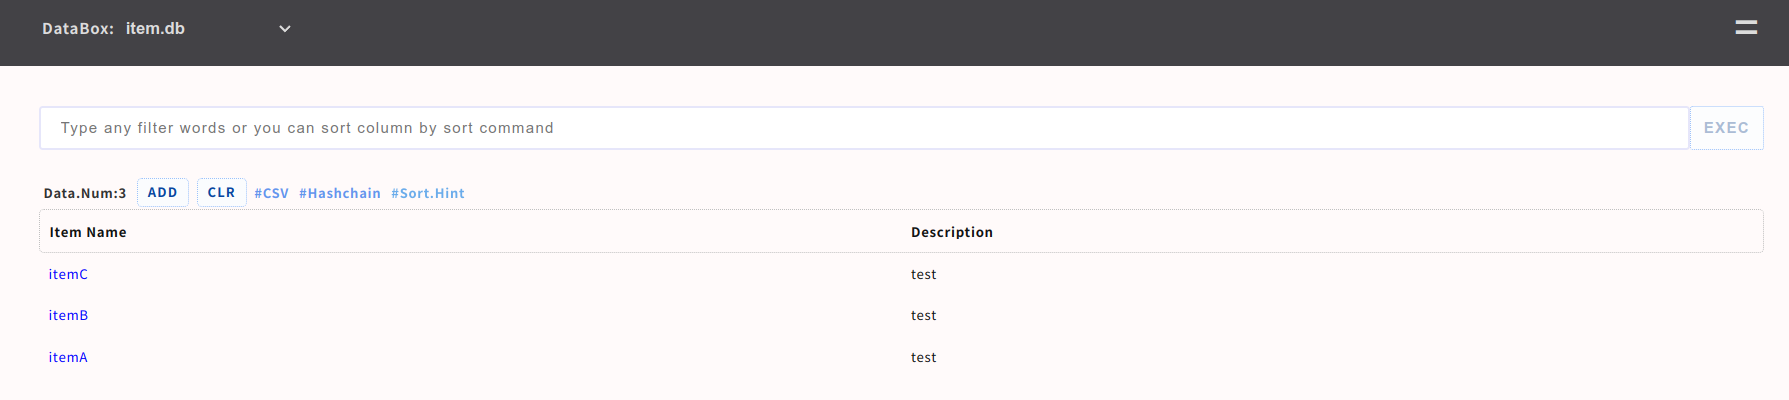 DataBox: item.db
Type any filter words or you can sort column by sort command EXEC
Data.Num:3 ADD CLR #CSV #Hashchain #Sort.Hint
Item Name Description
itemC test
itemB test
itemA test